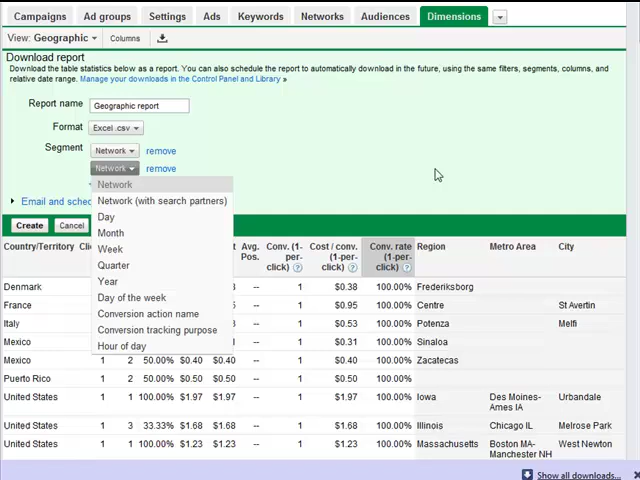 Campaigns Ad groups Settings Ads Keywords Networks Audiences Dimensions
View: Geographic Columns
Download report
Download the table statistics below as a report. You can also schedule the report to automatically download in the future, using the same filters, segments, columns, and
relative date range. Manage your downloads in the Control Panel and Library »
Report name Geographic report
Format Excel .csv
Segment Network remove
Network remove
Network
Network (with search partners)
Day
Month
Week
Quarter
Year
Day of the week
Conversion action name
Conversion tracking purpose
Hour of day
Email and sched
Create Cancel
Country/Territory Avg. Pos. Conv. (1-per-click) ? Cost / conv. (1-per-click) ? Conv. rate (1-per-click) ? Region Metro Area City
Denmark -- 1 $0.38 100.00% Frederiksborg
France -- 1 $0.95 100.00% Centre St Avertin
Italy -- 1 $0.53 100.00% Potenza Melfi
Mexico -- 1 $0.31 100.00% Sinaloa
Mexico 1 2 50.00% $0.40 $0.40 -- 1 $0.40 100.00% Zacatecas
Puerto Rico 1 2 50.00% $0.50 $0.50 -- 1 $0.50 100.00%
United States 1 1 100.00% $1.97 $1.97 -- 1 $1.97 100.00% Iowa Des Moines-Ames IA Urbandale
United States 1 3 33.33% $1.68 $1.68 -- 1 $1.68 100.00% Illinois Chicago IL Melrose Park
United States 1 2 50.00% $1.23 $1.23 -- 1 $1.23 100.00% Massachusetts Boston MA-Manchester NH West Newton
Show all downloads...